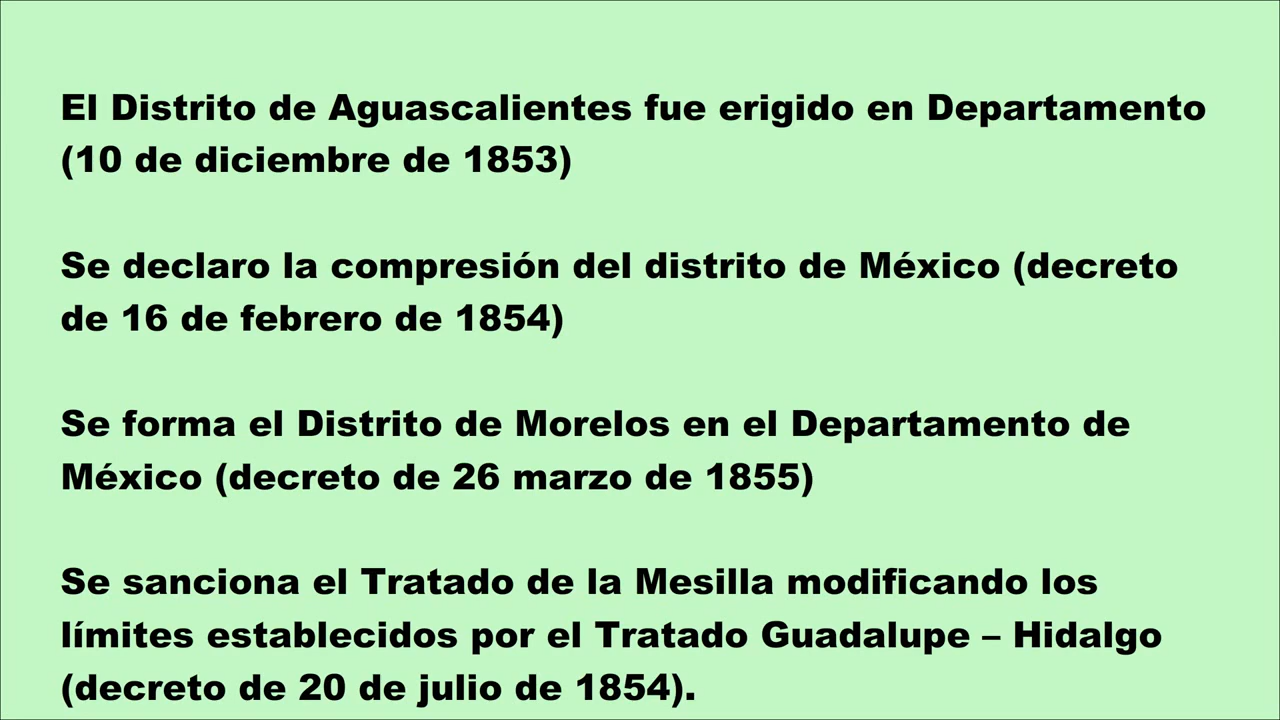 El Distrito de Aguascalientes fue erigido en Departamento
(10 de diciembre de 1853)
Se declaro la compresión del distrito de México (decreto
de 16 de febrero de 1854)
Se forma el Distrito de Morelos en el Departamento de
México (decreto de 26 marzo de 1855)
Se sanciona el Tratado de la Mesilla modificando los
límites establecidos por el Tratado Guadalupe – Hidalgo
(decreto de 20 de julio de 1854).